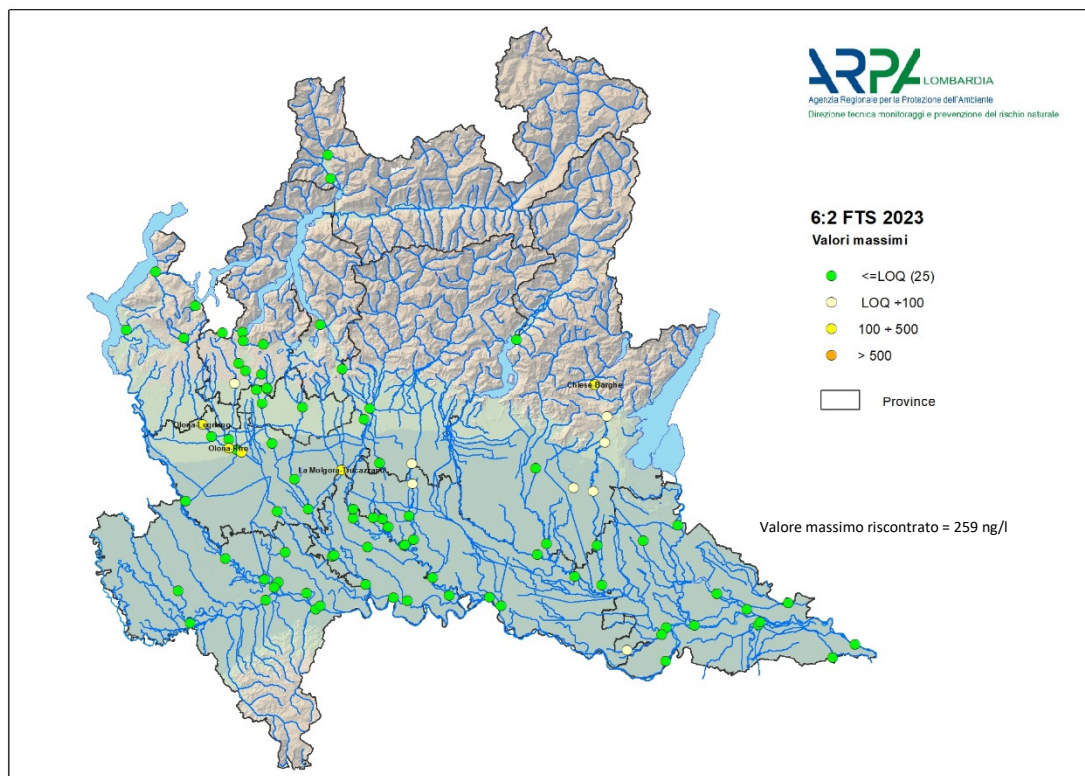 ARPA LOMBARDIA
Agenzia Regionale per la Protezione dell'Ambiente
Direzione tecnica monitoraggi e prevenzione del rischio naturale
6:2 FTS 2023
Valori massimi
<=LOQ (25)
LOQ ÷100
100 ÷ 500
> 500
Province
Chiese-Barghe
Olona-Legnano
Olona-Rho
La Molgora-Truccazzano
Valore massimo riscontrato = 259 ng/l